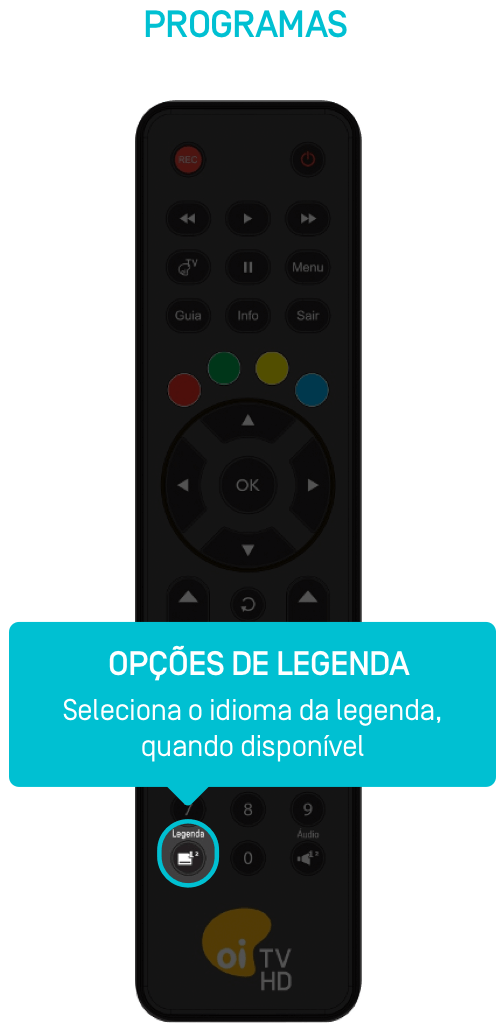 PROGRAMAS
REC
TV
Menu
Guia Info Sair
OK
OPÇÕES DE LEGENDA
Seleciona o idioma da legenda,
quando disponível
7 8 9
Legenda Áudio
0
oi TV
HD